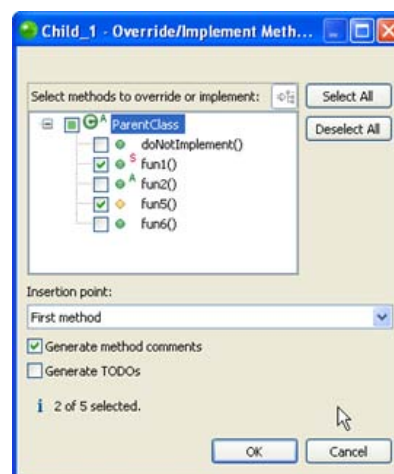 Child_1 - Override/Implement Meth...
Select methods to override or implement:
Select All
Deselect All
ParentClass
doNotImplement()
fun1()
fun2()
fun5()
fun6()
Insertion point:
First method
Generate method comments
Generate TODOs
i 2 of 5 selected.
OK
Cancel